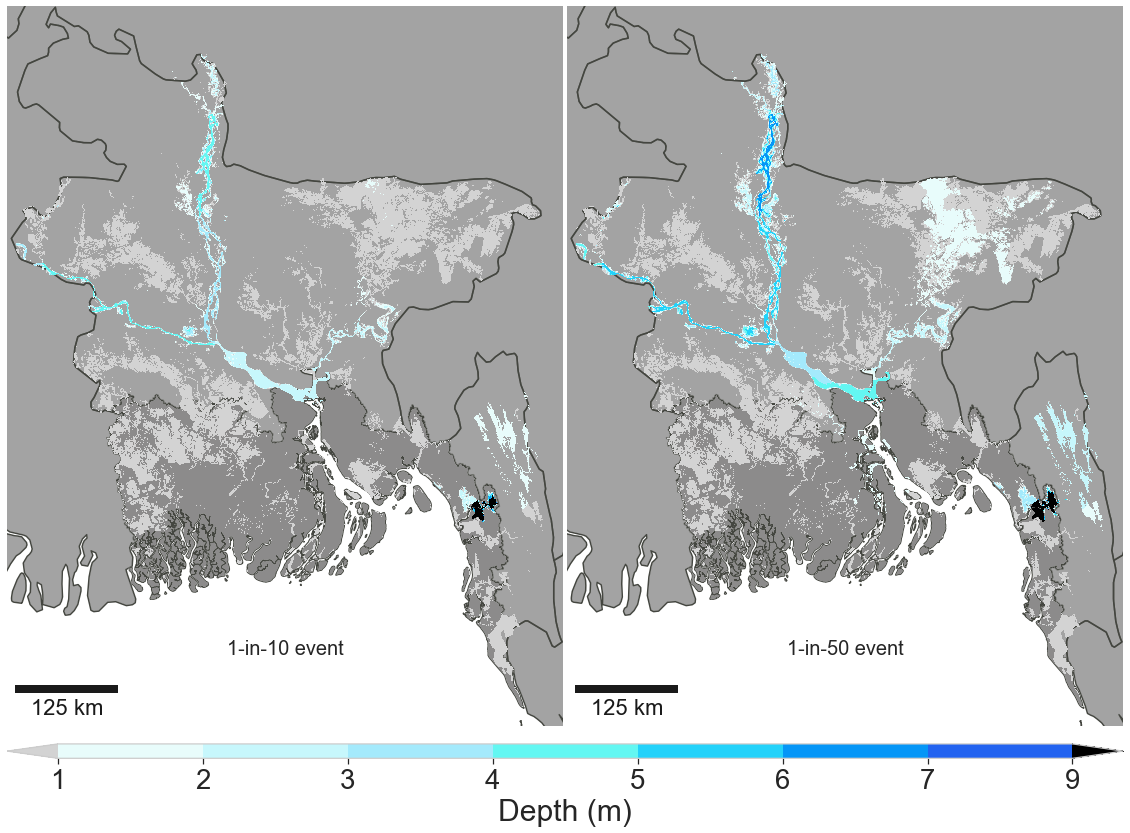 1-in-10 event
1-in-50 event
125 km
125 km
1 2 3 4 5 6 7 9
Depth (m)